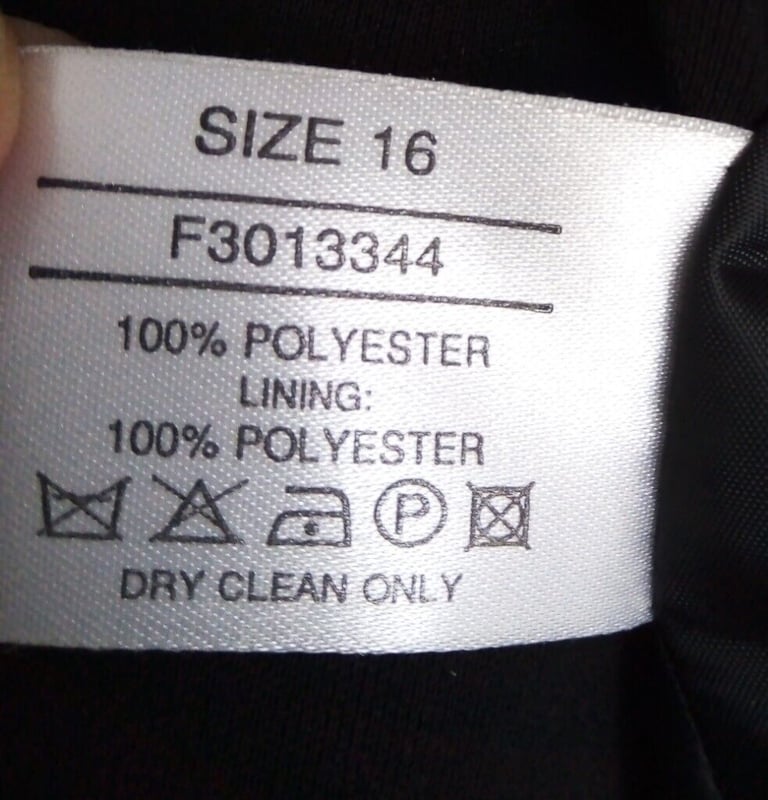 SIZE 16
F3013344
100% POLYESTER
LINING:
100% POLYESTER
P
DRY CLEAN ONLY